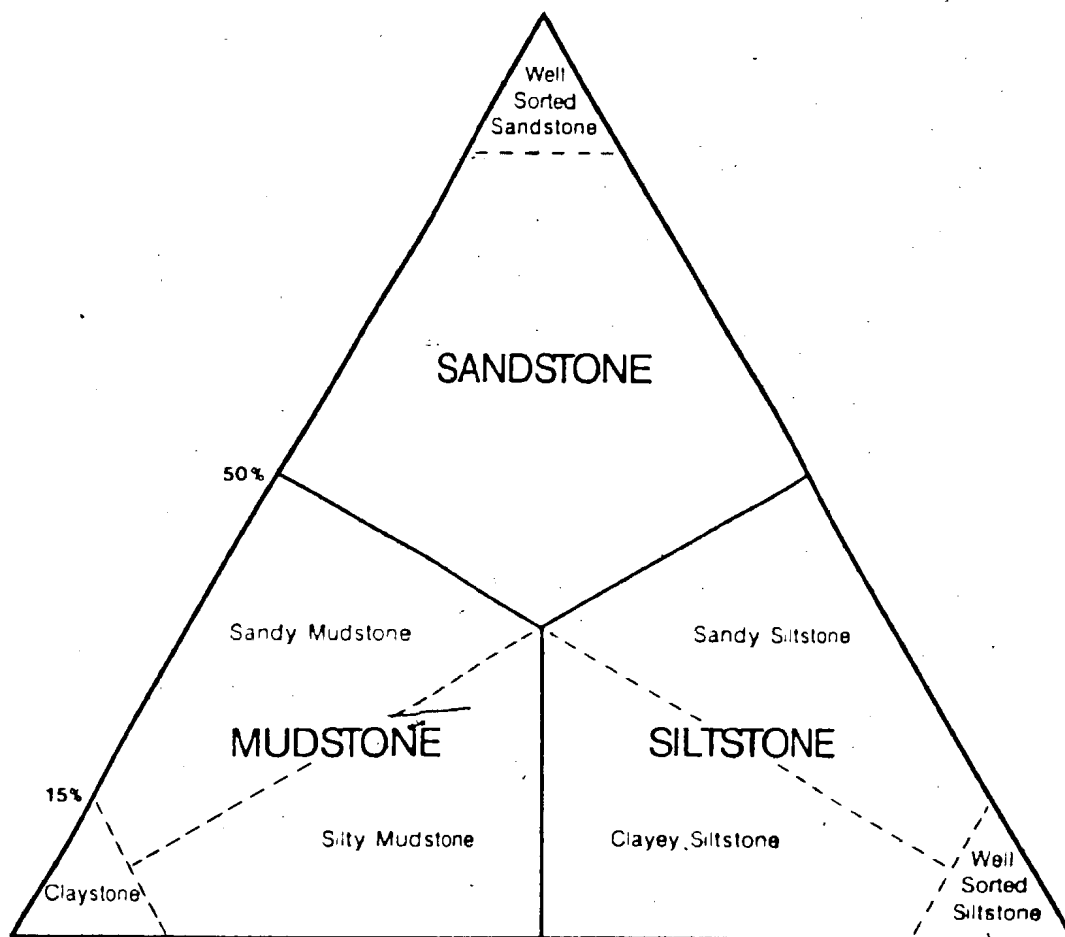 Well
Sorted
Sandstone
SANDSTONE
50%
Sandy Mudstone
Sandy Siltstone
MUDSTONE
SILTSTONE
15%
Silty Mudstone
Clayey Siltstone
Claystone
Well
Sorted
Siltstone